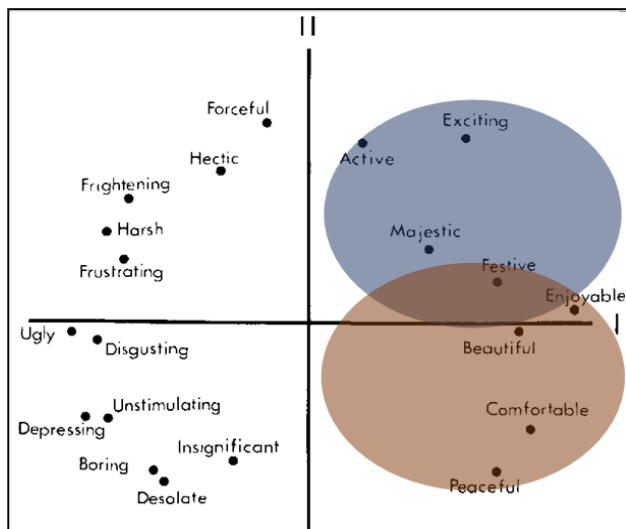 II
Forceful
Exciting
Hectic
Active
Frightening
Harsh
Majestic
Frustrating
Festive
Enjoyable
I
Ugly
Disgusting
Beautiful
Unstimulating
Comfortable
Depressing
Insignificant
Boring
Peaceful
Desolate